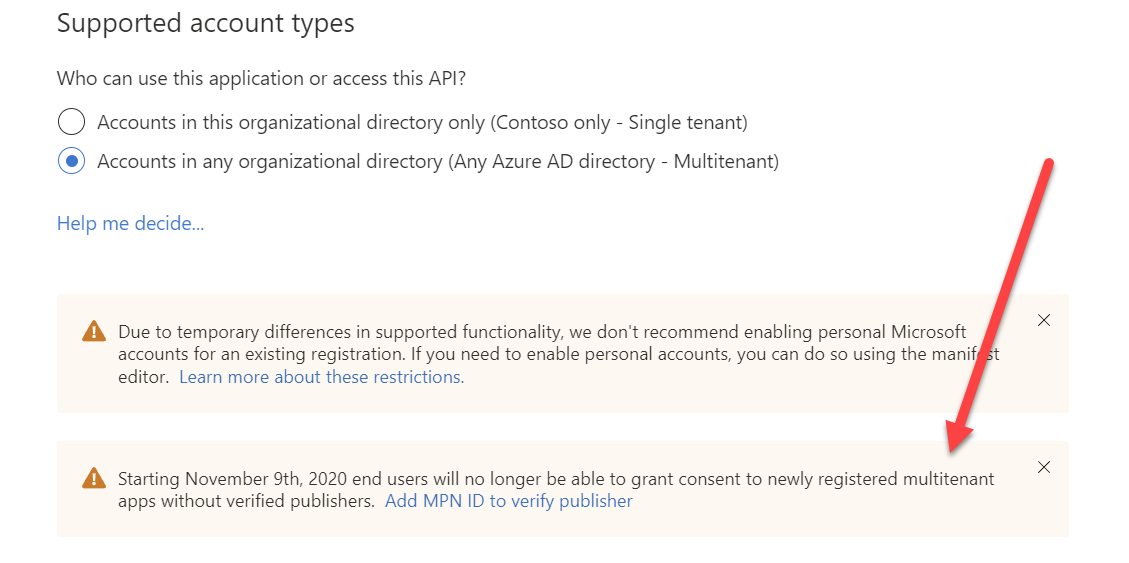 Supported account types
Who can use this application or access this API?
Accounts in this organizational directory only (Contoso only - Single tenant)
Accounts in any organizational directory (Any Azure AD directory - Multitenant)
Help me decide...
Due to temporary differences in supported functionality, we don't recommend enabling personal Microsoft
accounts for an existing registration. If you need to enable personal accounts, you can do so using the manifest
editor. Learn more about these restrictions.
Starting November 9th, 2020 end users will no longer be able to grant consent to newly registered multitenant
apps without verified publishers. Add MPN ID to verify publisher